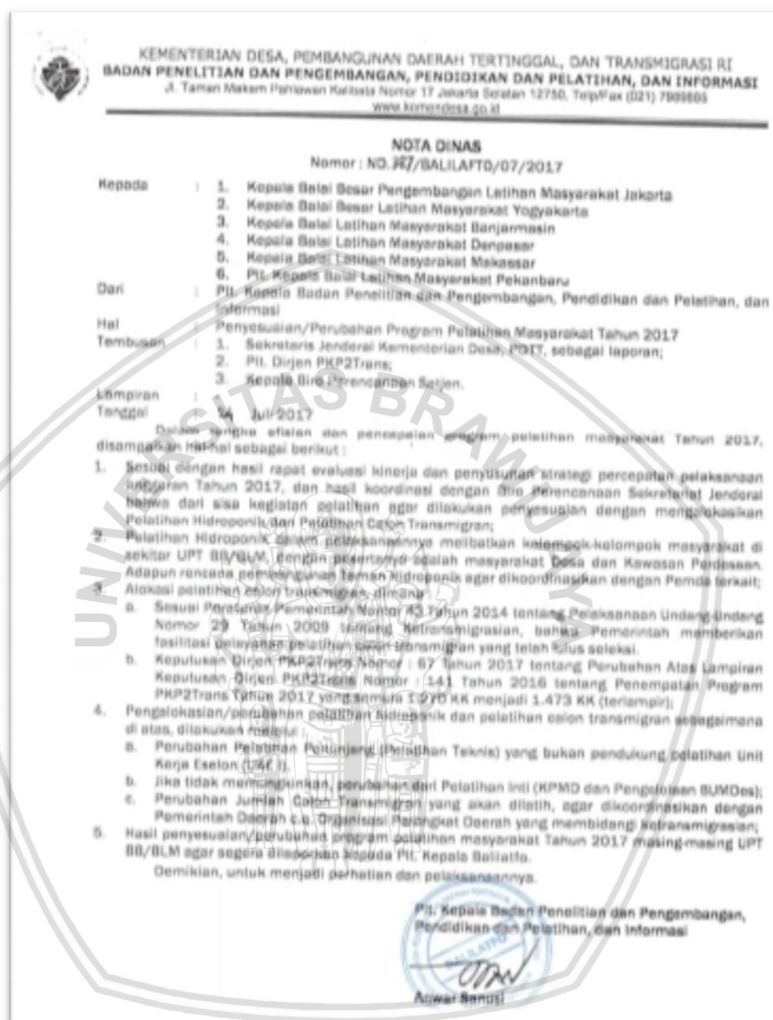 KEMENTERIAN DESA, PEMBANGUNAN DAERAH TERTINGGAL, DAN TRANSMIGRASI RI
BADAN PENELITIAN DAN PENGEMBANGAN, PENDIDIKAN DAN PELATIHAN, DAN INFORMASI
Jl. Taman Makam Pahlawan Kalibata Nomor 17 Jakarta Selatan 12750, Telp/Fax (021)
www.kemendesa.go.id
NOTA DINAS
Nomor : ND. /BALILAFTO/07/2017
Kepada : 1. Kepala Balai Besar Pengembangan Latihan Masyarakat Jakarta
2. Kepala Balai Besar Latihan Masyarakat Yogyakarta
3. Kepala Balai Latihan Masyarakat Banjarmasin
4. Kepala Balai Latihan Masyarakat Denpasar
5. Kepala Balai Latihan Masyarakat Makassar
6. Plt. Kepala Balai Latihan Masyarakat Pekanbaru
Dari : Plt. Kepala Badan Penelitian dan Pengembangan, Pendidikan dan Pelatihan, dan
Informasi
Hal : Penyesuaian/Perubahan Program Pelatihan Masyarakat Tahun 2017
Tembusan : 1. Sekretaris Jenderal Kementerian Desa, PDTT, sebagai laporan;
2. Plt. Dirjen PKP2Trans;
3. Kepala Biro Perencanaan Setjen.
Lampiran :
Tanggal : Juli 2017
Dalam rangka dan pencapaian program pelatihan masyarakat Tahun 2017,
disampaikan hal-hal sebagai berikut :
1. Sesuai dengan hasil rapat evaluasi kinerja dan penyusunan strategi percepatan pelaksanaan
anggaran Tahun 2017, dan hasil koordinasi dengan Biro Perencanaan Sekretariat Jenderal
bahwa dari sisa kegiatan pelatihan agar dilakukan penyesuaian dengan mengalokasikan
Pelatihan Hidroponik dan Pelatihan Calon Transmigran;
2. Pelatihan Hidroponik dalam pelaksanaannya melibatkan kelompok-kelompok masyarakat di
sekitar UPT BB/BLM, dengan pesertanya adalah masyarakat Desa dan Kawasan Perdesaan.
Adapun rencana pembangunan Taman Hidroponik agar dikoordinasikan dengan Pemda terkait;
3. Alokasi pelatihan calon transmigran, dimana :
a. Sesuai Peraturan Pemerintah Nomor 43 Tahun 2014 tentang Pelaksanaan Undang-Undang
Nomor 29 Tahun 2009 tentang Ketransmigrasian, bahwa Pemerintah memberikan
fasilitasi pelayanan pelatihan calon transmigran yang telah lulus seleksi.
b. Keputusan Dirjen PKP2Trans Nomor : 67 Tahun 2017 tentang Perubahan Atas Lampiran
Keputusan Dirjen PKP2Trans Nomor : 141 Tahun 2016 tentang Penempatan Program
PKP2Trans Tahun 2017 yang semula 1.270 KK menjadi 1.473 KK (terlampir);
4. Pengalokasian/perubahan pelatihan hidroponik dan pelatihan calon transmigran sebagaimana
di atas, dilakukan melalui :
a. Perubahan Pelatihan Penunjang (Pelatihan Teknis) yang bukan pendukung pelatihan Unit
Kerja Eselon I (UKE I).
b. Jika tidak memungkinkan, perubahan dari Pelatihan Inti (KPMD dan Pengelolaan BUMDes);
c. Perubahan Jumlah Calon Transmigran yang akan dilatih, agar dikoordinasikan dengan
Pemerintah Daerah c.q. Organisasi Perangkat Daerah yang membidangi ketransmigrasian;
5. Hasil penyesuaian/perubahan program pelatihan masyarakat Tahun 2017 masing-masing UPT
BB/BLM agar segera dilaporkan kepada Plt. Kepala Balilatfo.
Demikian, untuk menjadi perhatian dan pelaksanaannya.
Plt. Kepala Badan Penelitian dan Pengembangan,
Pendidikan dan Pelatihan, dan Informasi
BALILATFO
Anwar Sanusi
UNIVERSITAS BRAWIJAYA